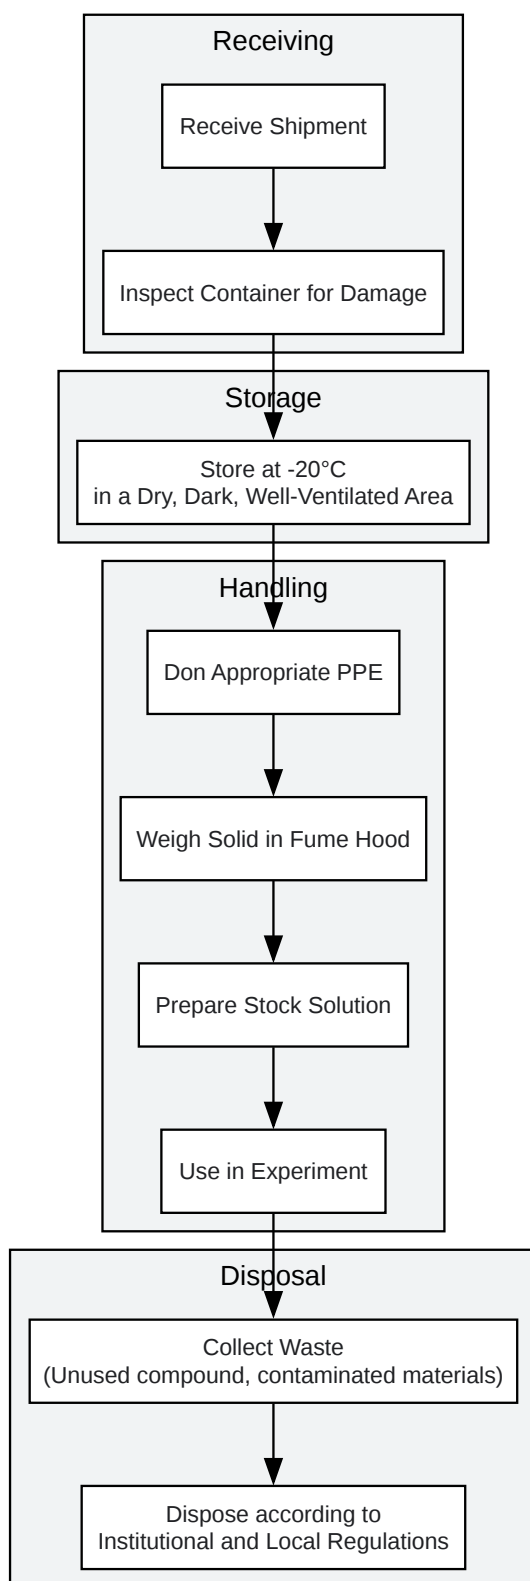 Receiving
Receive Shipment
Inspect Container for Damage
Storage
Store at -20°C
in a Dry, Dark, Well-Ventilated Area
Handling
Don Appropriate PPE
Weigh Solid in Fume Hood
Prepare Stock Solution
Use in Experiment
Disposal
Collect Waste
(Unused compound, contaminated materials)
Dispose according to
Institutional and Local Regulations